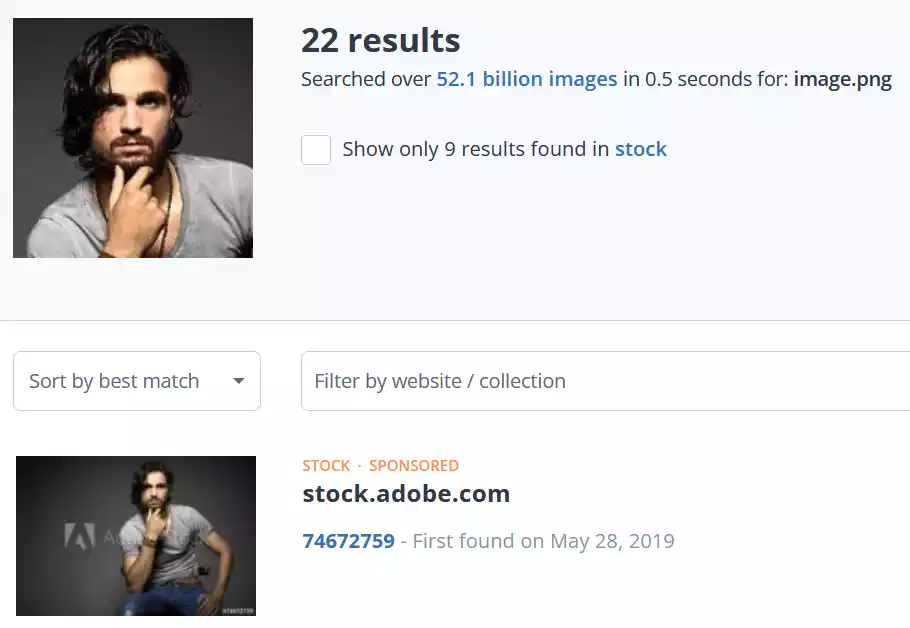 22 results
Searched over 52.1 billion images in 0.5 seconds for: image.png
Show only 9 results found in stock
Sort by best match
Filter by website / collection
STOCK · SPONSORED
stock.adobe.com
74672759 - First found on May 28, 2019